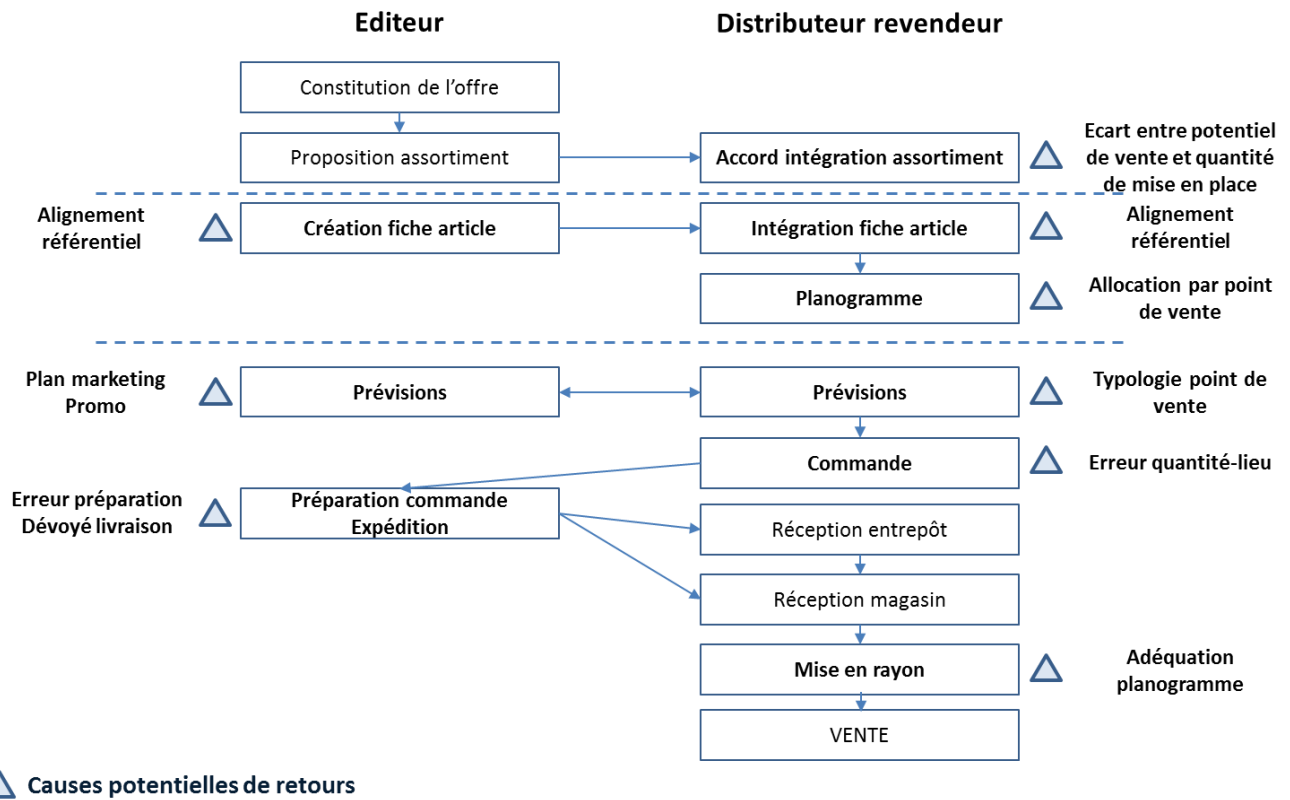 Editeur
Distributeur revendeur
Constitution de l’offre
Proposition assortiment
Accord intégration assortiment
Ecart entre potentiel
de vente et quantité
de mise en place
Alignement
référentiel
Création fiche article
Intégration fiche article
Alignement
référentiel
Planogramme
Allocation par point
de vente
Plan marketing
Promo
Prévisions
Prévisions
Typologie point de
vente
Commande
Erreur quantité-lieu
Erreur préparation
Dévoyé livraison
Préparation commande
Expédition
Réception entrepôt
Réception magasin
Mise en rayon
Adéquation
planogramme
VENTE
Causes potentielles de retours